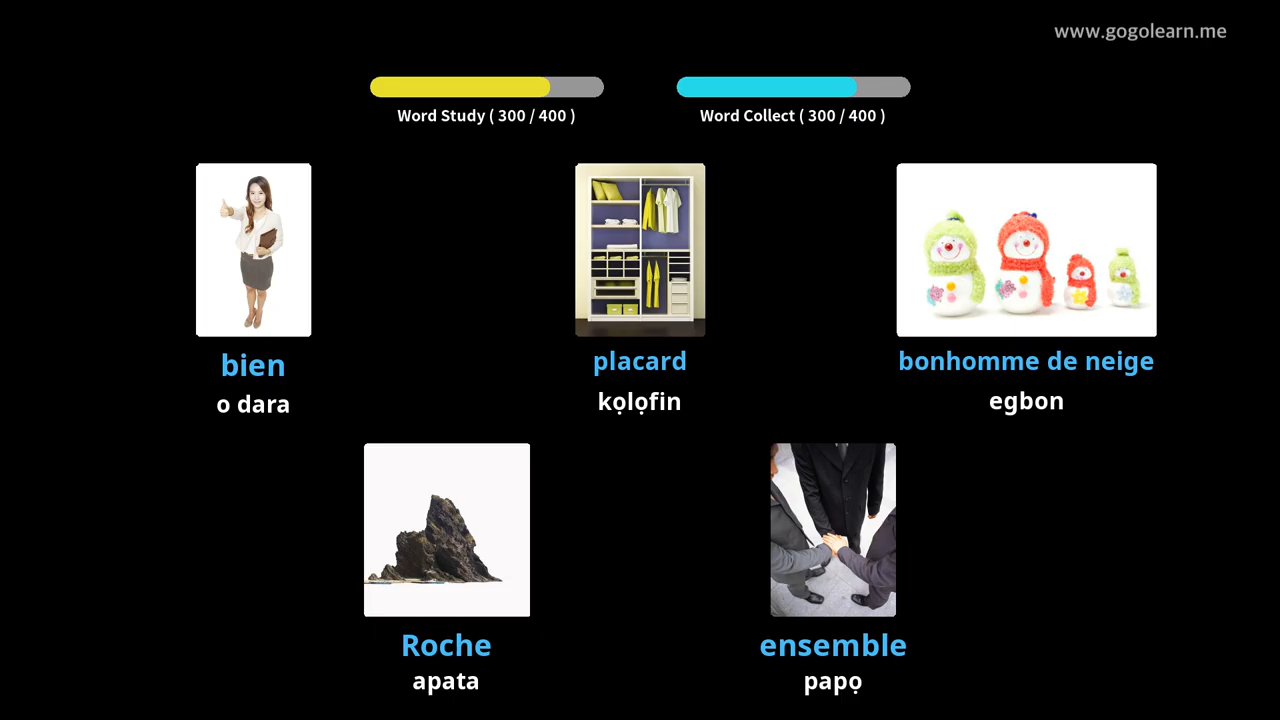 www.gogolearn.me
Word Study ( 300 / 400 )
Word Collect ( 300 / 400 )
bien
o dara
placard
kọlọfin
bonhomme de neige
egbon
Roche
apata
ensemble
papọ